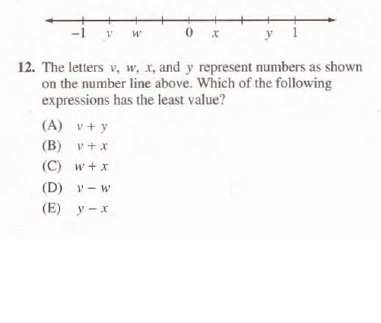 -1 v w 0 x y 1
12. The letters v, w, x, and y represent numbers as shown
on the number line above. Which of the following
expressions has the least value?
(A) v + y
(B) v + x
(C) w + x
(D) v − w
(E) y − x